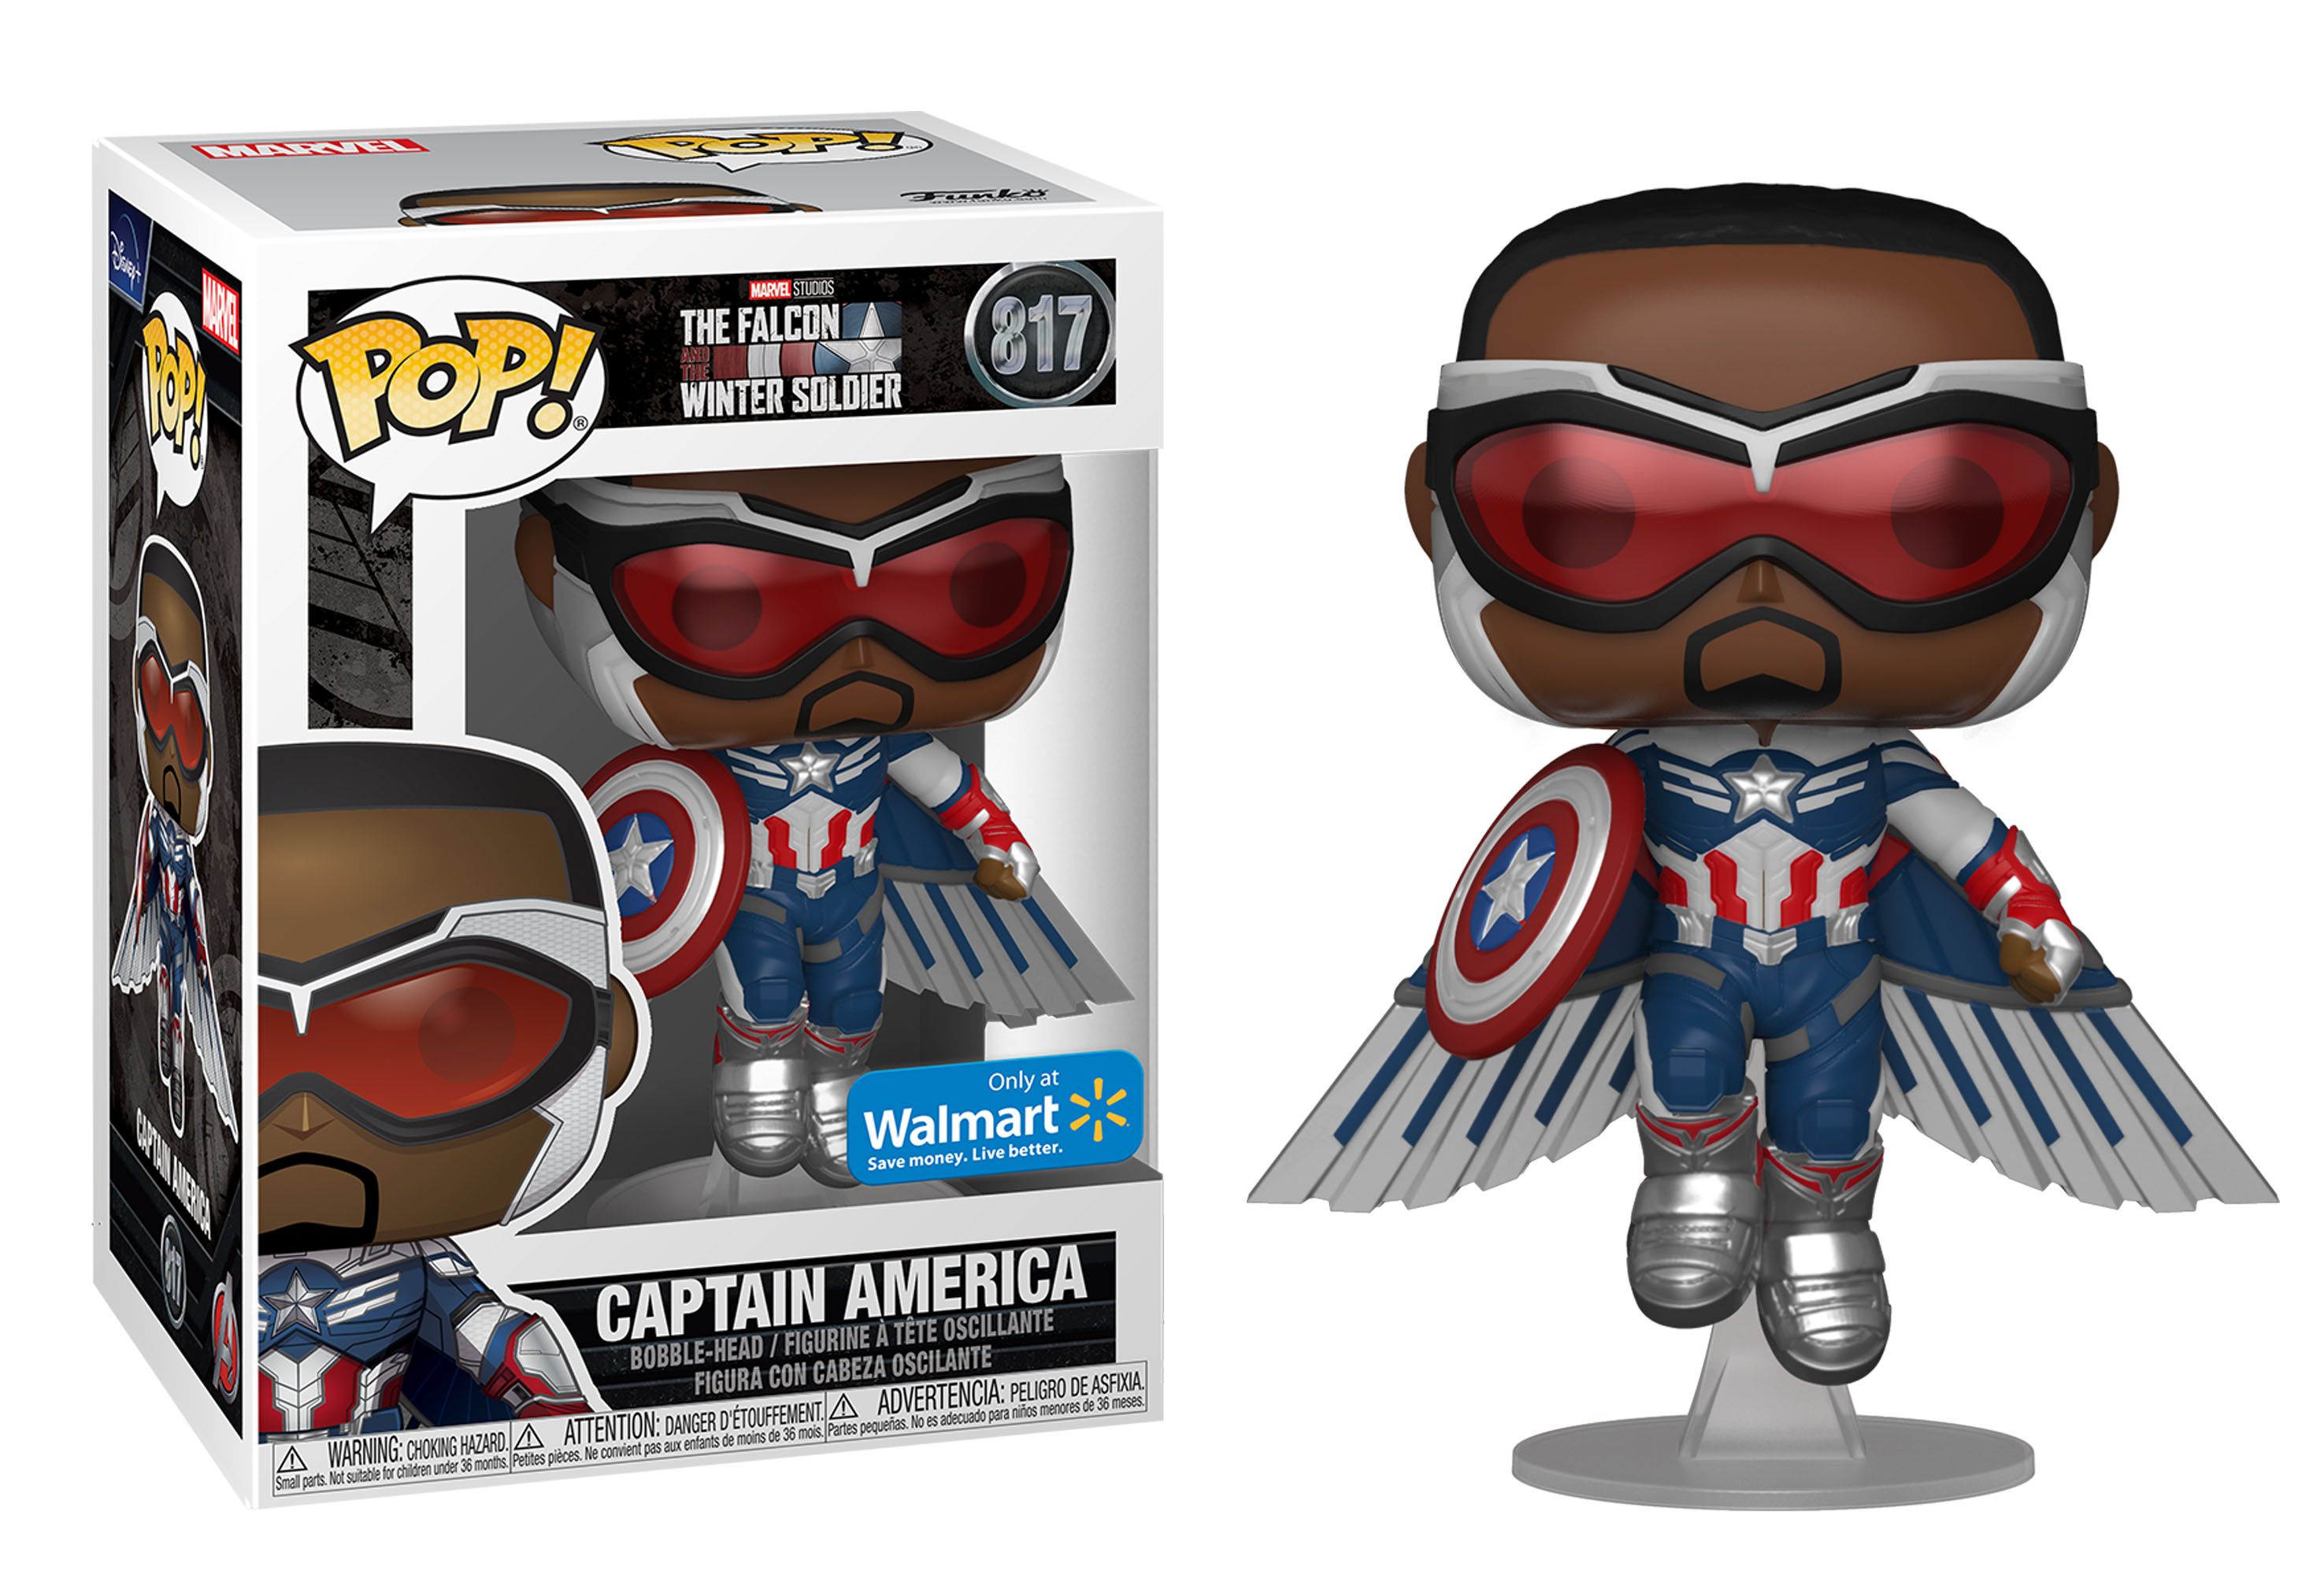 MARVEL
POP!
Funko
Disney+
MARVEL
POP!
CAPTAIN AMERICA
817
POP!®
MARVEL STUDIOS
THE FALCON
AND
THE
WINTER SOLDIER
817
Only at
Walmart
Save money. Live better.
CAPTAIN AMERICA
BOBBLE-HEAD / FIGURINE À TÊTE OSCILLANTE
FIGURA CON CABEZA OSCILANTE
WARNING: CHOKING HAZARD.
Small parts. Not suitable for children under 36 months.
ATTENTION: DANGER D'ÉTOUFFEMENT.
Petites pièces. Ne convient pas aux enfants de moins de 36 mois.
ADVERTENCIA: PELIGRO DE ASFIXIA.
Partes pequeñas. No es adecuado para niños menores de 36 meses.